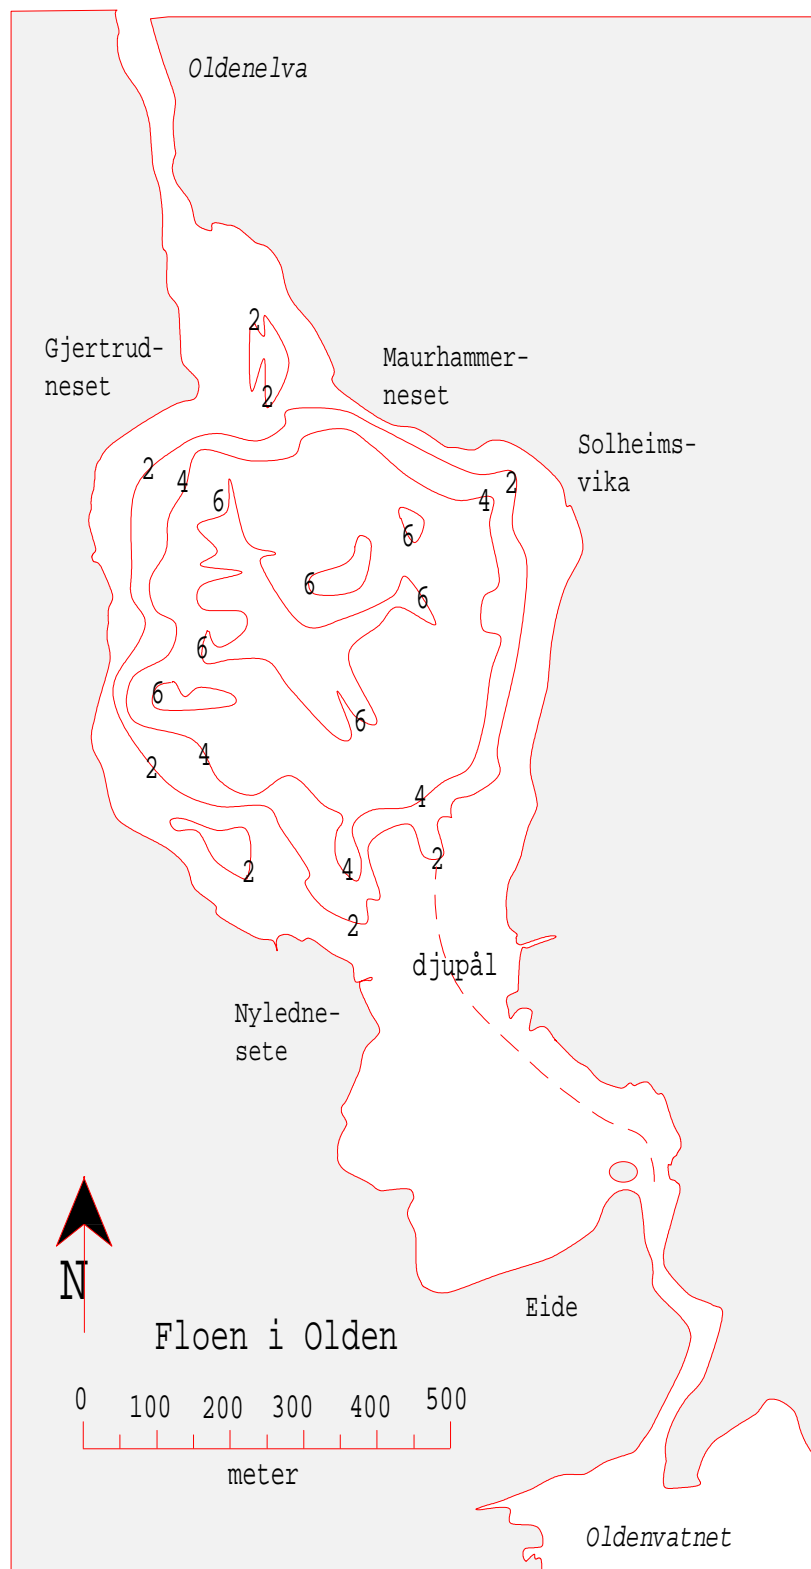 Oldenelva
2
Gjertrud-
neset
Maurhammer-
neset
2
Solheims-
vika
2
4
2
6
4
6
6
6
6
6
6
4
2
4
2
4
2
2
djupål
Nyledne-
sete
N
Eide
Floen i Olden
0 100 200 300 400 500
meter
Oldenvatnet